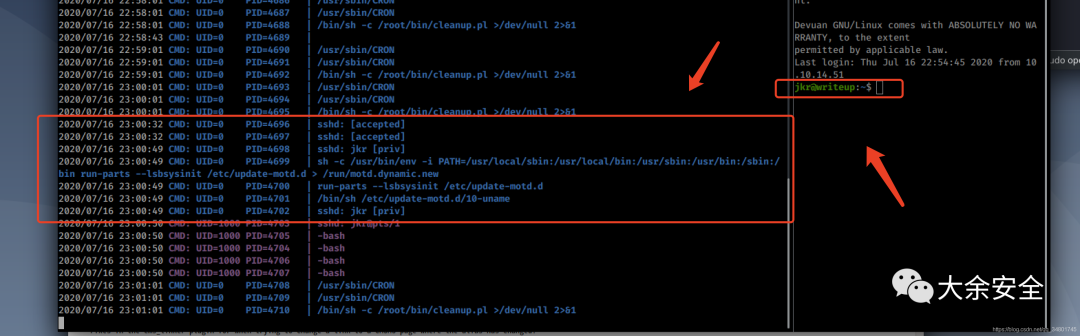 2020/07/16 22:58:01 CMD: UID=0 PID=4686 | /usr/sbin/CRON
2020/07/16 22:58:01 CMD: UID=0 PID=4687 | /usr/sbin/CRON
2020/07/16 22:58:01 CMD: UID=0 PID=4688 | /bin/sh -c /root/bin/cleanup.pl >/dev/null 2>&1
2020/07/16 22:58:43 CMD: UID=0 PID=4689 |
2020/07/16 22:59:01 CMD: UID=0 PID=4690 | /usr/sbin/CRON
2020/07/16 22:59:01 CMD: UID=0 PID=4691 | /usr/sbin/CRON
2020/07/16 22:59:01 CMD: UID=0 PID=4692 | /bin/sh -c /root/bin/cleanup.pl >/dev/null 2>&1
2020/07/16 23:00:01 CMD: UID=0 PID=4693 | /usr/sbin/CRON
2020/07/16 23:00:01 CMD: UID=0 PID=4694 | /usr/sbin/CRON
2020/07/16 23:00:01 CMD: UID=0 PID=4695 | /bin/sh -c /root/bin/cleanup.pl >/dev/null 2>&1
2020/07/16 23:00:32 CMD: UID=0 PID=4696 | sshd: [accepted]
2020/07/16 23:00:32 CMD: UID=0 PID=4697 | sshd: [accepted]
2020/07/16 23:00:49 CMD: UID=0 PID=4698 | sshd: jkr [priv]
2020/07/16 23:00:49 CMD: UID=0 PID=4699 | sh -c /usr/bin/env -i PATH=/usr/local/sbin:/usr/local/bin:/usr/sbin:/usr/bin:/sbin:/
bin run-parts --lsbsysinit /etc/update-motd.d > /run/motd.dynamic.new
2020/07/16 23:00:49 CMD: UID=0 PID=4700 | run-parts --lsbsysinit /etc/update-motd.d
2020/07/16 23:00:49 CMD: UID=0 PID=4701 | /bin/sh /etc/update-motd.d/10-uname
2020/07/16 23:00:49 CMD: UID=0 PID=4702 | sshd: jkr [priv]
2020/07/16 23:00:50 CMD: UID=1000 PID=4703 | sshd: jkr@pts/1
2020/07/16 23:00:50 CMD: UID=1000 PID=4705 | -bash
2020/07/16 23:00:50 CMD: UID=1000 PID=4704 | -bash
2020/07/16 23:00:50 CMD: UID=1000 PID=4706 | -bash
2020/07/16 23:00:50 CMD: UID=1000 PID=4707 | -bash
2020/07/16 23:01:01 CMD: UID=0 PID=4708 | /usr/sbin/CRON
2020/07/16 23:01:01 CMD: UID=0 PID=4709 | /usr/sbin/CRON
2020/07/16 23:01:01 CMD: UID=0 PID=4710 | /bin/sh -c /root/bin/cleanup.pl >/dev/null 2>&1
nt.
Devuan GNU/Linux comes with ABSOLUTELY NO WA
RRANTY, to the extent
permitted by applicable law.
Last login: Thu Jul 16 22:54:45 2020 from 10
.10.14.51
jkr@writeup:~$
udo ope
大余安全